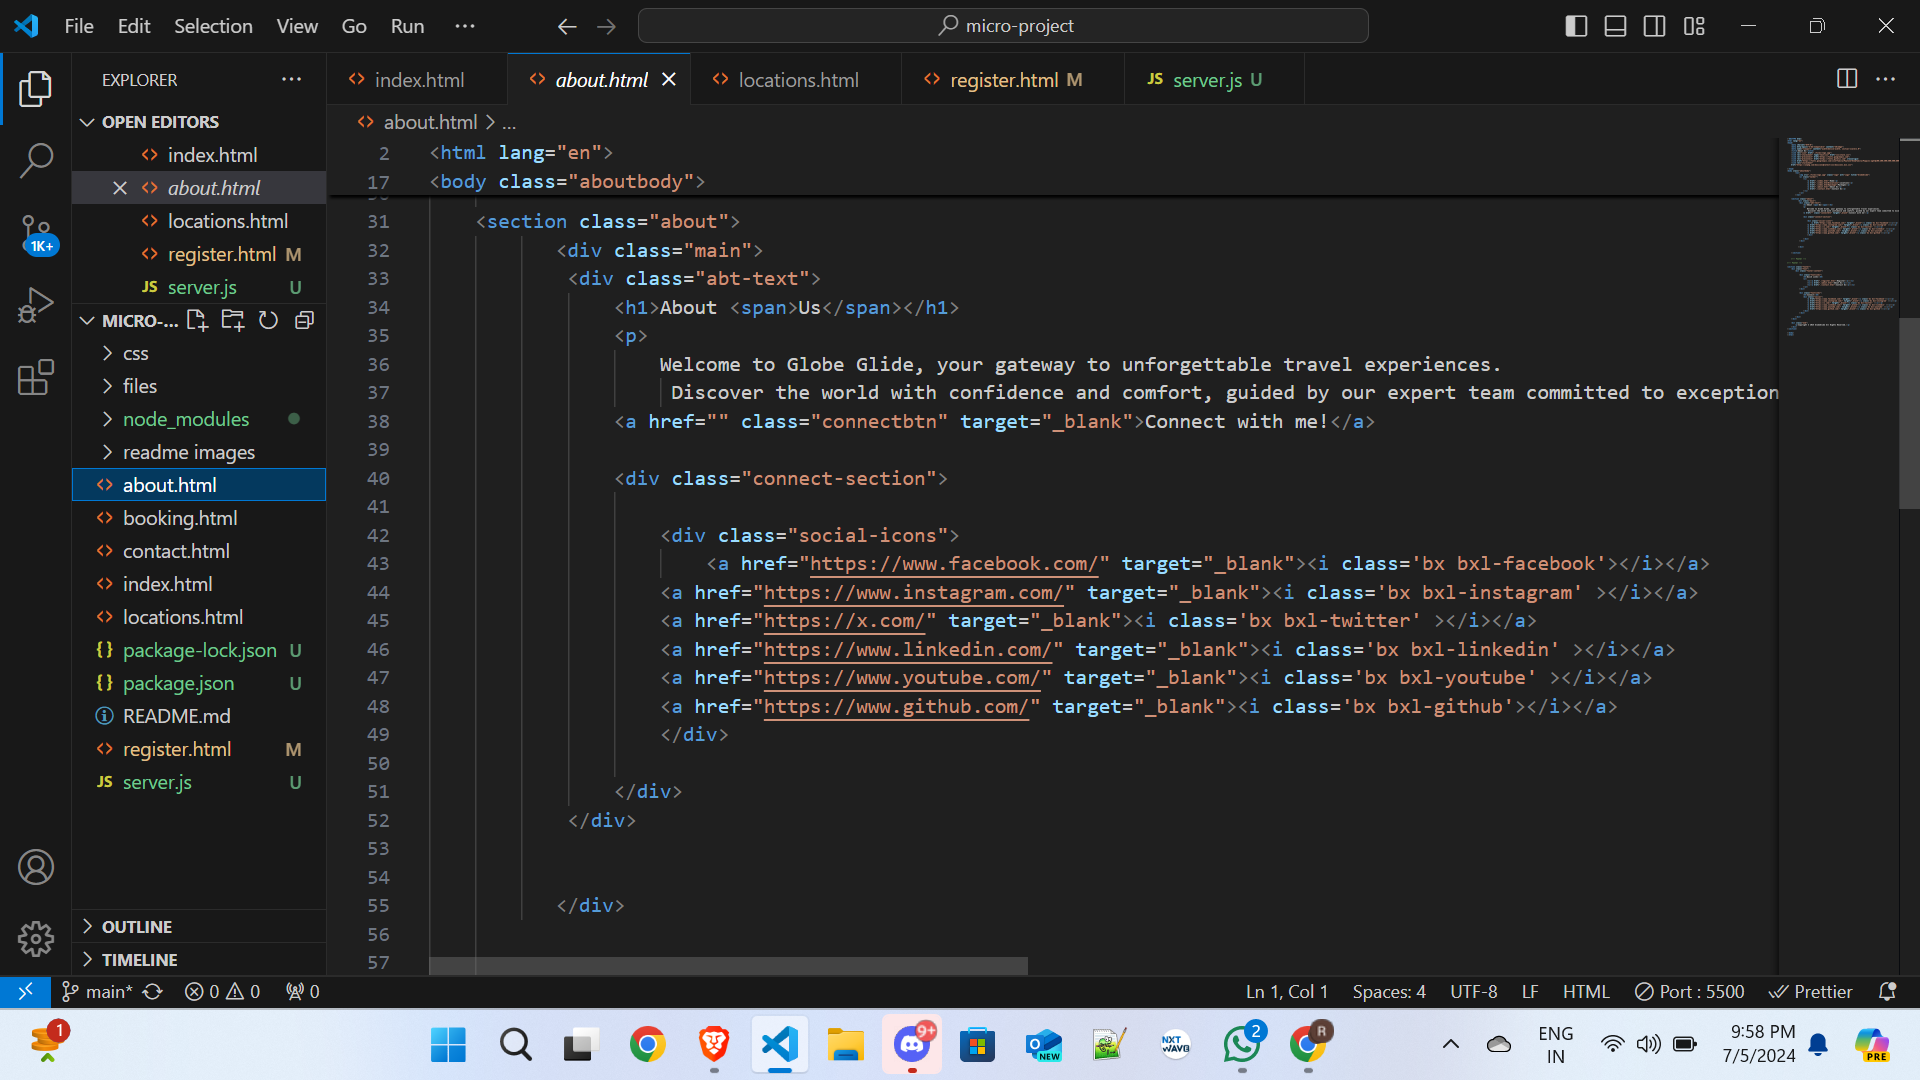 File Edit Selection View Go Run ··· micro-project
EXPLORER ···
OPEN EDITORS
index.html
about.html
locations.html
register.html M
JS server.js U
MICRO-...
css
files
node_modules
readme images
about.html
booking.html
contact.html
index.html
locations.html
{} package-lock.json U
{} package.json U
README.md
register.html M
JS server.js U
OUTLINE
TIMELINE
1K+
index.html about.html locations.html register.html M JS server.js U
about.html > ...
2 <html lang="en">
17 <body class="aboutbody">
31 <section class="about">
32 <div class="main">
33 <div class="abt-text">
34 <h1>About <span>Us</span></h1>
35 <p>
36 Welcome to Globe Glide, your gateway to unforgettable travel experiences.
37 Discover the world with confidence and comfort, guided by our expert team committed to exception
38 <a href="" class="connectbtn" target="_blank">Connect with me!</a>
39
40 <div class="connect-section">
41
42 <div class="social-icons">
43 <a href="https://www.facebook.com/" target="_blank"><i class='bx bxl-facebook'></i></a>
44 <a href="https://www.instagram.com/" target="_blank"><i class='bx bxl-instagram' ></i></a>
45 <a href="https://x.com/" target="_blank"><i class='bx bxl-twitter' ></i></a>
46 <a href="https://www.linkedin.com/" target="_blank"><i class='bx bxl-linkedin' ></i></a>
47 <a href="https://www.youtube.com/" target="_blank"><i class='bx bxl-youtube' ></i></a>
48 <a href="https://www.github.com/" target="_blank"><i class='bx bxl-github'></i></a>
49 </div>
50
51 </div>
52 </div>
53
54
55 </div>
56
57
main* 0 0 0 Ln 1, Col 1 Spaces: 4 UTF-8 LF HTML Port : 5500 Prettier
1 NEW 9+ NXT WAVE 2 R ENG IN 9:58 PM 7/5/2024 PRE